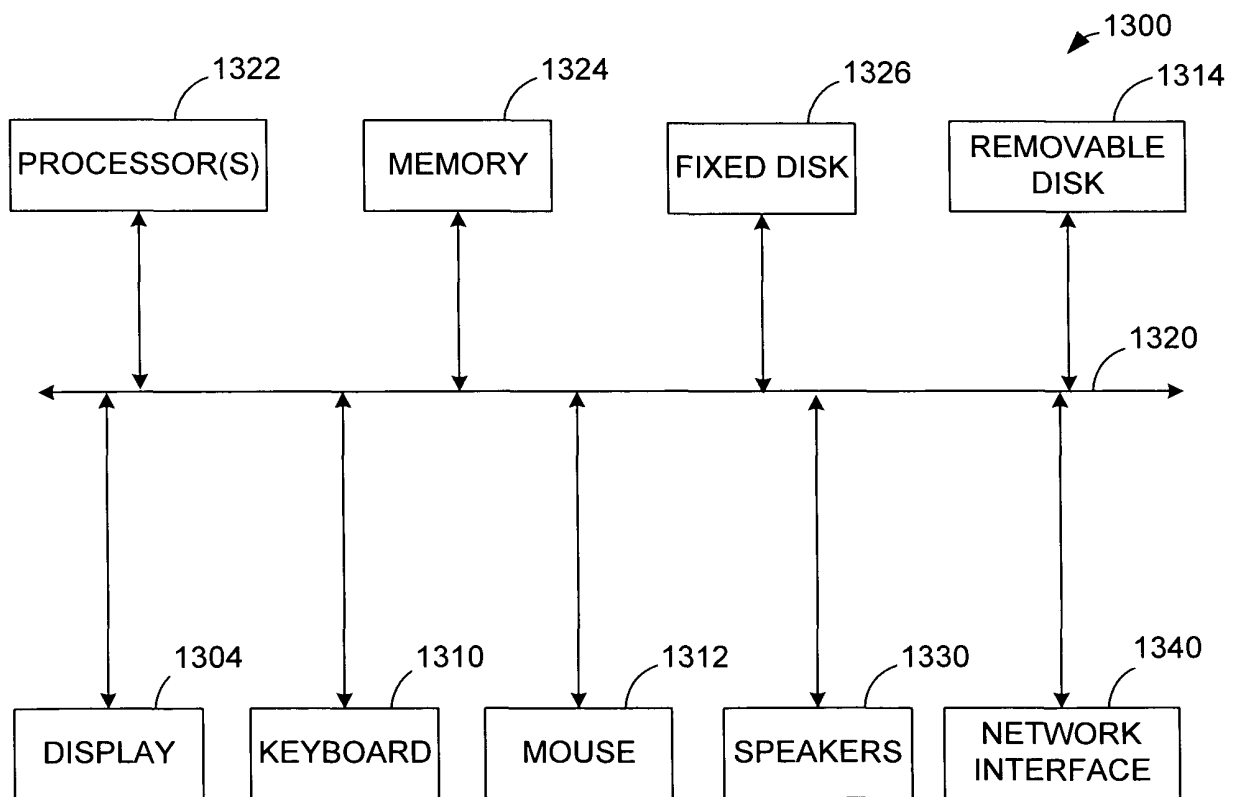 1300
1322
1324
1326
1314
PROCESSOR(S)
MEMORY
FIXED DISK
REMOVABLE
DISK
1320
1304
1310
1312
1330
1340
DISPLAY
KEYBOARD
MOUSE
SPEAKERS
NETWORK
INTERFACE